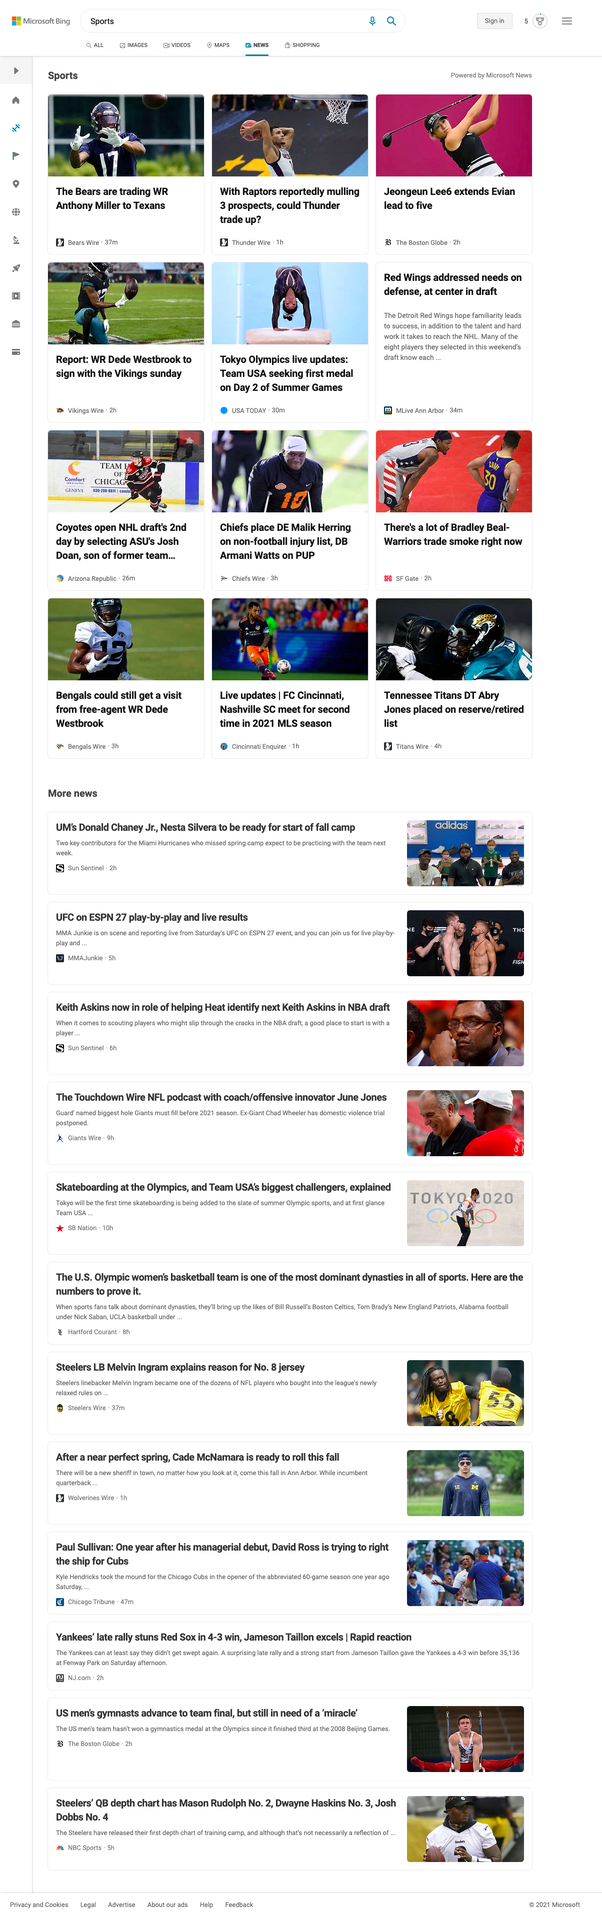 Microsoft Bing
Sports
Sign in
5
ALL
IMAGES
VIDEOS
MAPS
NEWS
SHOPPING
Sports
Powered by Microsoft News
17
The Bears are trading WR
Anthony Miller to Texans
Bears Wire · 37m
With Raptors reportedly mulling
3 prospects, could Thunder
trade up?
Thunder Wire · 1h
Jeongeun Lee6 extends Evian
lead to five
The Boston Globe · 2h
Report: WR Dede Westbrook to
sign with the Vikings sunday
Vikings Wire · 2h
Tokyo Olympics live updates:
Team USA seeking first medal
on Day 2 of Summer Games
USA TODAY · 30m
Red Wings addressed needs on
defense, at center in draft
The Detroit Red Wings hope familiarity leads
to success, in addition to the talent and hard
work it takes to reach the NHL. Many of the
eight players they selected in this weekend's
draft know each ...
MLive Ann Arbor · 34m
Comfort
GENEVA
TEAM
OF
CHICAG
Coyotes open NHL draft's 2nd
day by selecting ASU's Josh
Doan, son of former team…
Arizona Republic · 26m
10
Chiefs place DE Malik Herring
on non-football injury list, DB
Armani Watts on PUP
Chiefs Wire · 3h
30
There's a lot of Bradley Beal-
Warriors trade smoke right now
SF Gate · 2h
12
Bengals could still get a visit
from free-agent WR Dede
Westbrook
Bengals Wire · 3h
Live updates | FC Cincinnati,
Nashville SC meet for second
time in 2021 MLS season
Cincinnati Enquirer · 1h
Tennessee Titans DT Abry
Jones placed on reserve/retired
list
Titans Wire · 4h
More news
UM's Donald Chaney Jr., Nesta Silvera to be ready for start of fall camp
Two key contributors for the Miami Hurricanes who missed spring camp expect to be practicing with the team next
week.
Sun Sentinel · 2h
adidas
UFC on ESPN 27 play-by-play and live results
MMA Junkie is on scene and reporting live from Saturday's UFC on ESPN 27 event, and you can join us for live play-by-
play and ...
MMAJunkie · 5h
Keith Askins now in role of helping Heat identify next Keith Askins in NBA draft
When it comes to scouting players who might slip through the cracks in the NBA draft, a good place to start is with a
player ...
Sun Sentinel · 6h
The Touchdown Wire NFL podcast with coach/offensive innovator June Jones
Guard' named biggest hole Giants must fill before 2021 season. Ex-Giant Chad Wheeler has domestic violence trial
postponed.
Giants Wire · 9h
Skateboarding at the Olympics, and Team USA's biggest challengers, explained
Tokyo will be the first time skateboarding is being added to the slate of summer Olympic sports, and at first glance
Team USA ...
SB Nation · 10h
TOKYO 2020
The U.S. Olympic women's basketball team is one of the most dominant dynasties in all of sports. Here are the
numbers to prove it.
When sports fans talk about dominant dynasties, they'll bring up the likes of Bill Russell's Boston Celtics, Tom Brady's New England Patriots, Alabama football
under Nick Saban, UCLA basketball under ...
Hartford Courant · 8h
Steelers LB Melvin Ingram explains reason for No. 8 jersey
Steelers linebacker Melvin Ingram became one of the dozens of NFL players who bought into the league's newly
relaxed rules on ...
Steelers Wire · 37m
8
55
After a near perfect spring, Cade McNamara is ready to roll this fall
There will be a new sheriff in town, no matter how you look at it, come this fall in Ann Arbor. While incumbent
quarterback ...
Wolverines Wire · 1h
Paul Sullivan: One year after his managerial debut, David Ross is trying to right
the ship for Cubs
Kyle Hendricks took the mound for the Chicago Cubs in the opener of the abbreviated 60-game season one year ago
Saturday, ...
Chicago Tribune · 47m
Yankees' late rally stuns Red Sox in 4-3 win, Jameson Taillon excels | Rapid reaction
The Yankees can at least say they didn't get swept again. A surprising late rally and a strong start from Jameson Taillon gave the Yankees a 4-3 win before 35,136
at Fenway Park on Saturday afternoon.
NJ.com · 2h
US men's gymnasts advance to team final, but still in need of a 'miracle'
The US men's team hasn't won a gymnastics medal at the Olympics since it finished third at the 2008 Beijing Games.
The Boston Globe · 2h
Steelers' QB depth chart has Mason Rudolph No. 2, Dwayne Haskins No. 3, Josh
Dobbs No. 4
The Steelers have released their first depth chart of training camp, and although that's not necessarily a reflection of ...
NBC Sports · 5h
Privacy and Cookies
Legal
Advertise
About our ads
Help
Feedback
© 2021 Microsoft